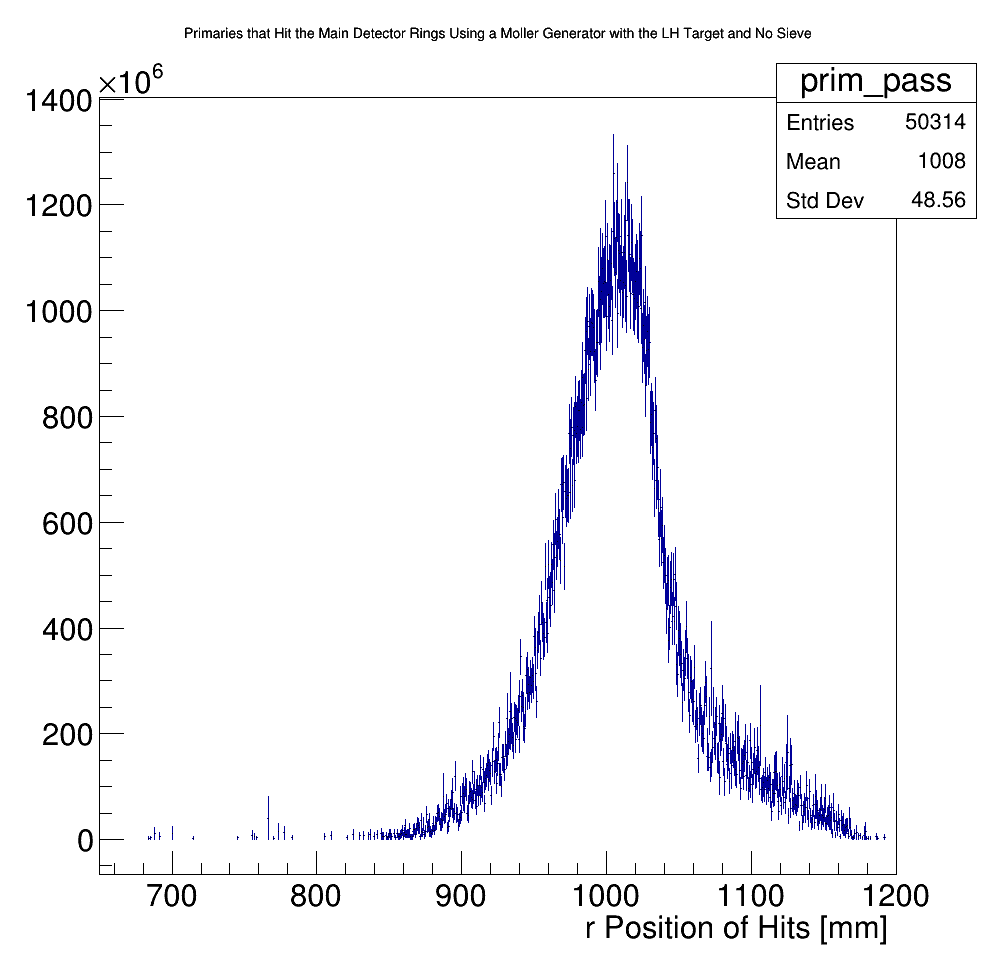 Primaries that Hit the Main Detector Rings Using a Moller Generator with the LH Target and No Sieve
×10⁶
prim_pass
Entries 50314
Mean 1008
Std Dev 48.56
1400
1200
1000
800
600
400
200
0
700 800 900 1000 1100 1200
r Position of Hits [mm]